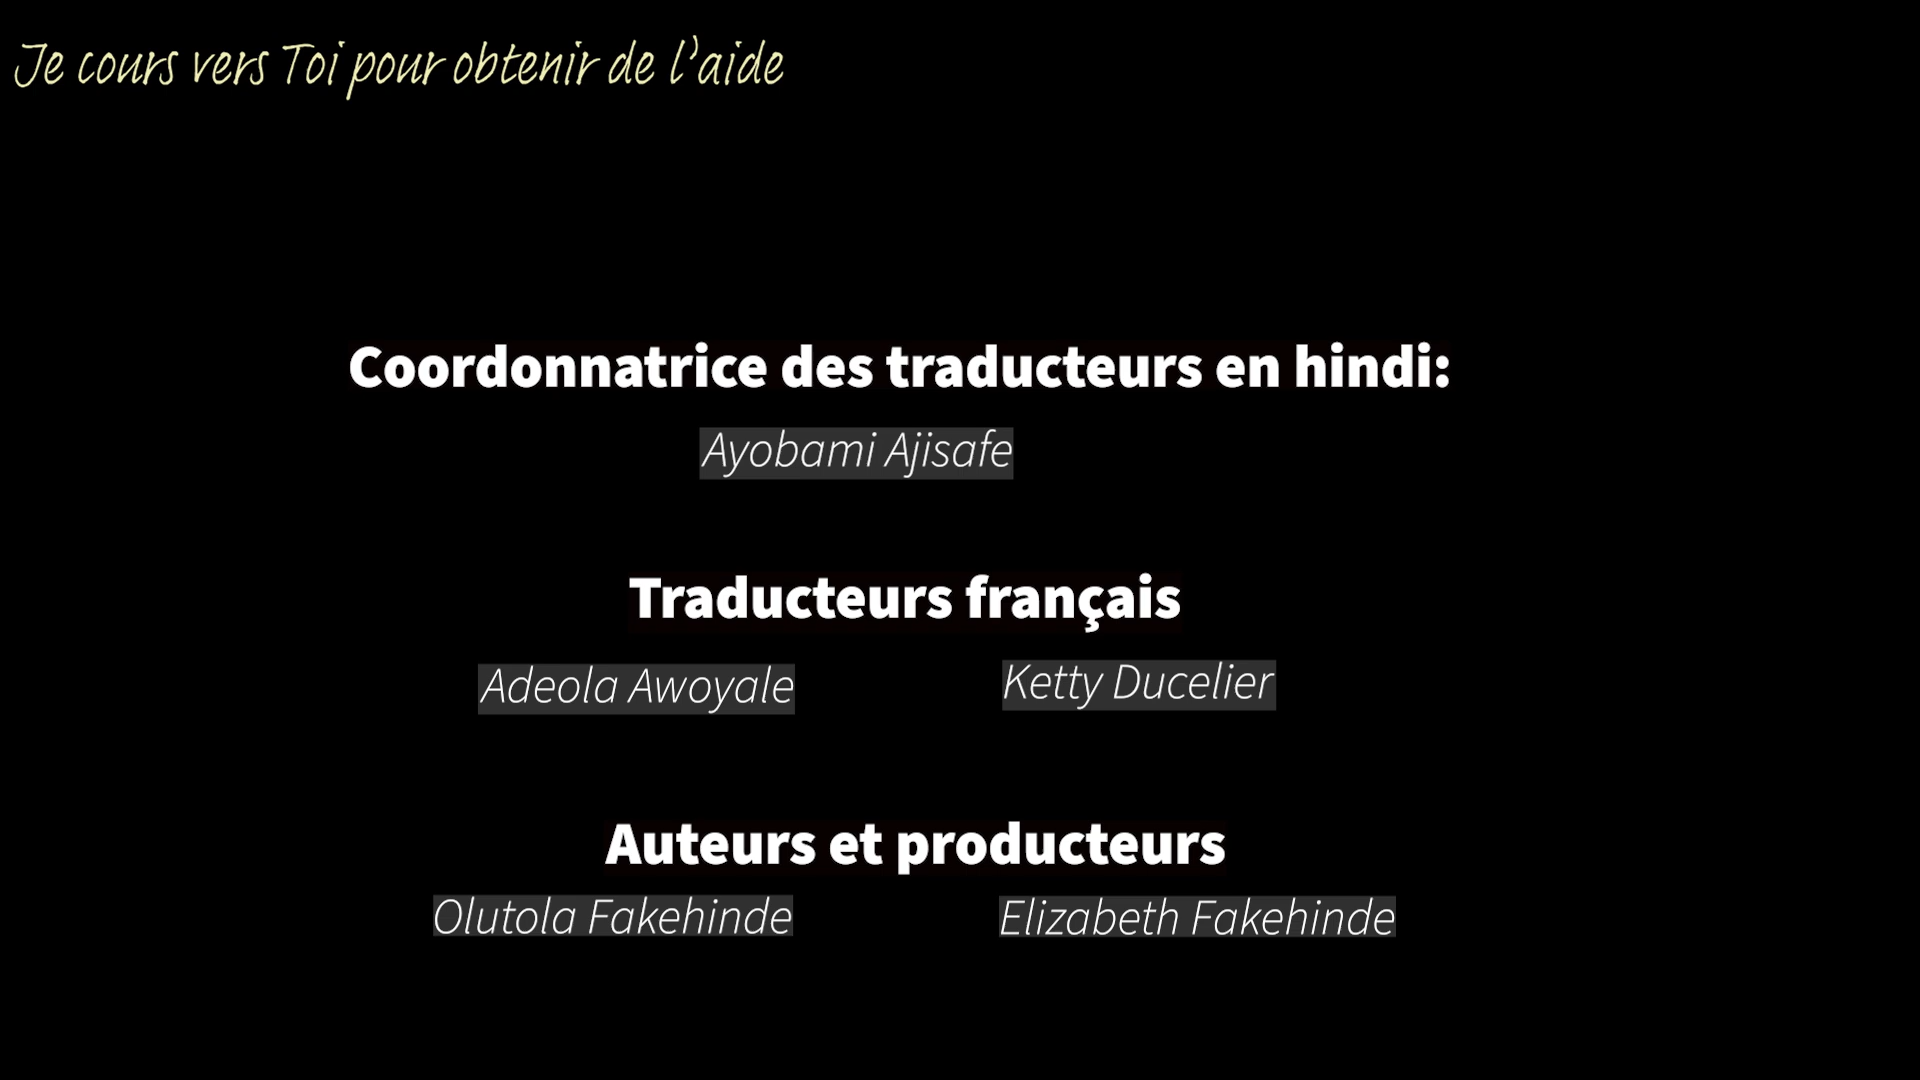 Je cours vers Toi pour obtenir de l’aide
Coordonnatrice des traducteurs en hindi:
Ayobami Ajisafe
Traducteurs français
Adeola Awoyale Ketty Ducelier
Auteurs et producteurs
Olutola Fakehinde Elizabeth Fakehinde